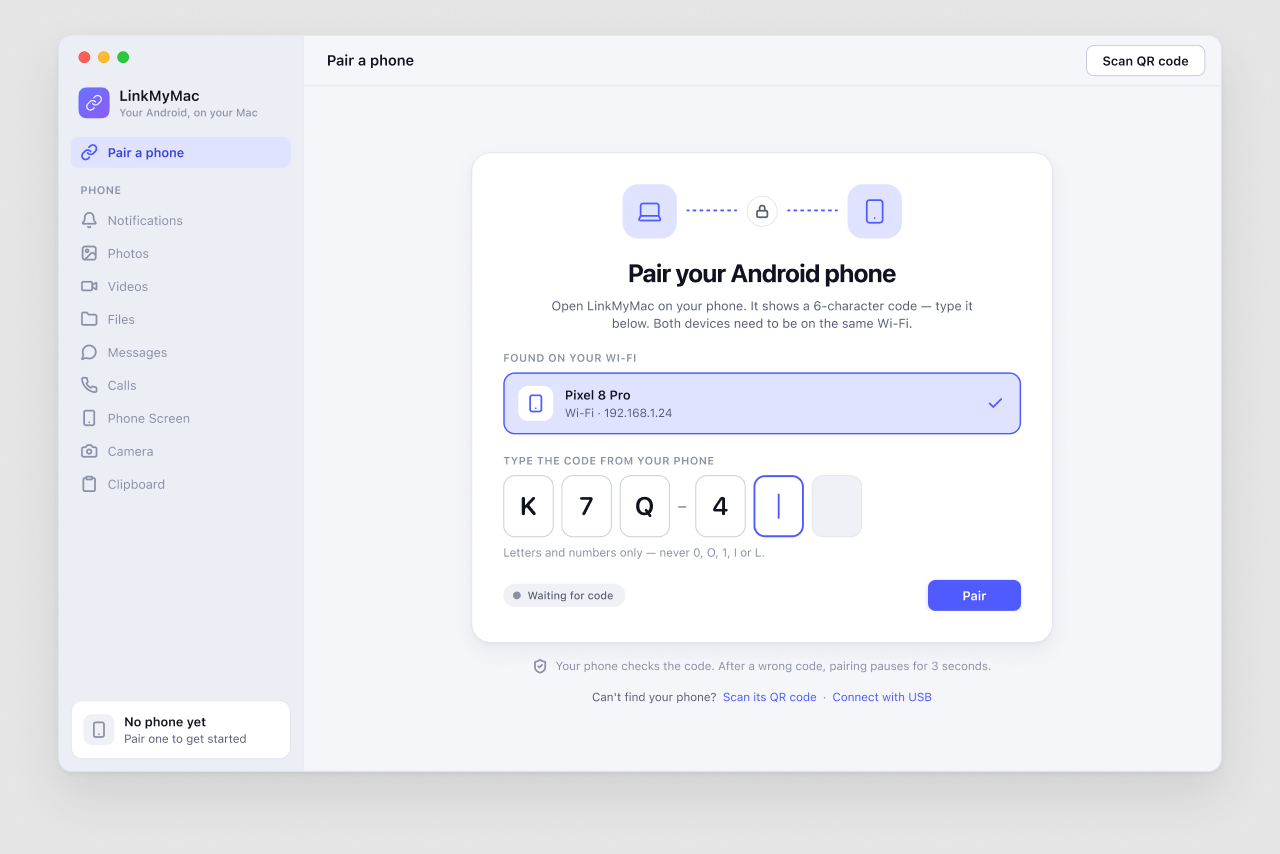 LinkMyMac
Your Android, on your Mac
Pair a phone
PHONE
Notifications
Photos
Videos
Files
Messages
Calls
Phone Screen
Camera
Clipboard
No phone yet
Pair one to get started
Pair a phone
Scan QR code
Pair your Android phone
Open LinkMyMac on your phone. It shows a 6-character code — type it
below. Both devices need to be on the same Wi-Fi.
FOUND ON YOUR WI-FI
Pixel 8 Pro
Wi-Fi · 192.168.1.24
TYPE THE CODE FROM YOUR PHONE
K 7 Q – 4
Letters and numbers only — never 0, O, 1, I or L.
Waiting for code
Pair
Your phone checks the code. After a wrong code, pairing pauses for 3 seconds.
Can't find your phone? Scan its QR code · Connect with USB